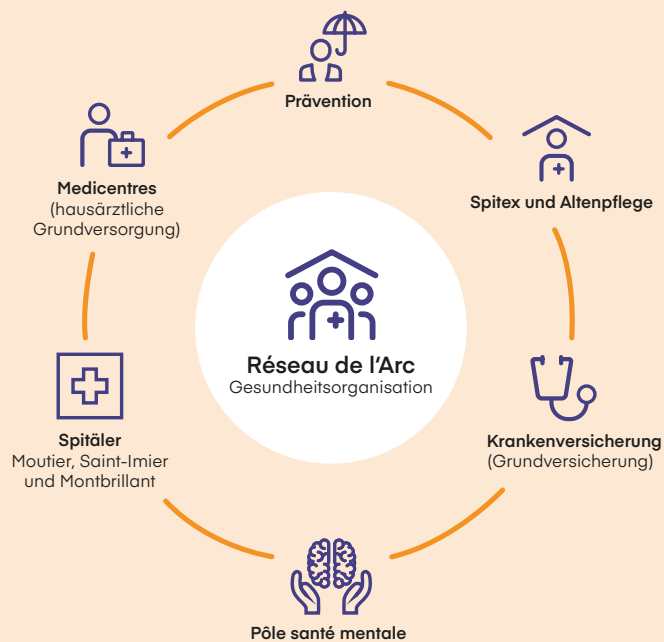 Prävention
Medicentres
(hausärztliche
Grundversorgung)
Spitex und Altenpflege
Réseau de l'Arc
Gesundheitsorganisation
Spitäler
Moutier, Saint-Imier
und Montbrillant
Krankenversicherung
(Grundversicherung)
Pôle santé mentale